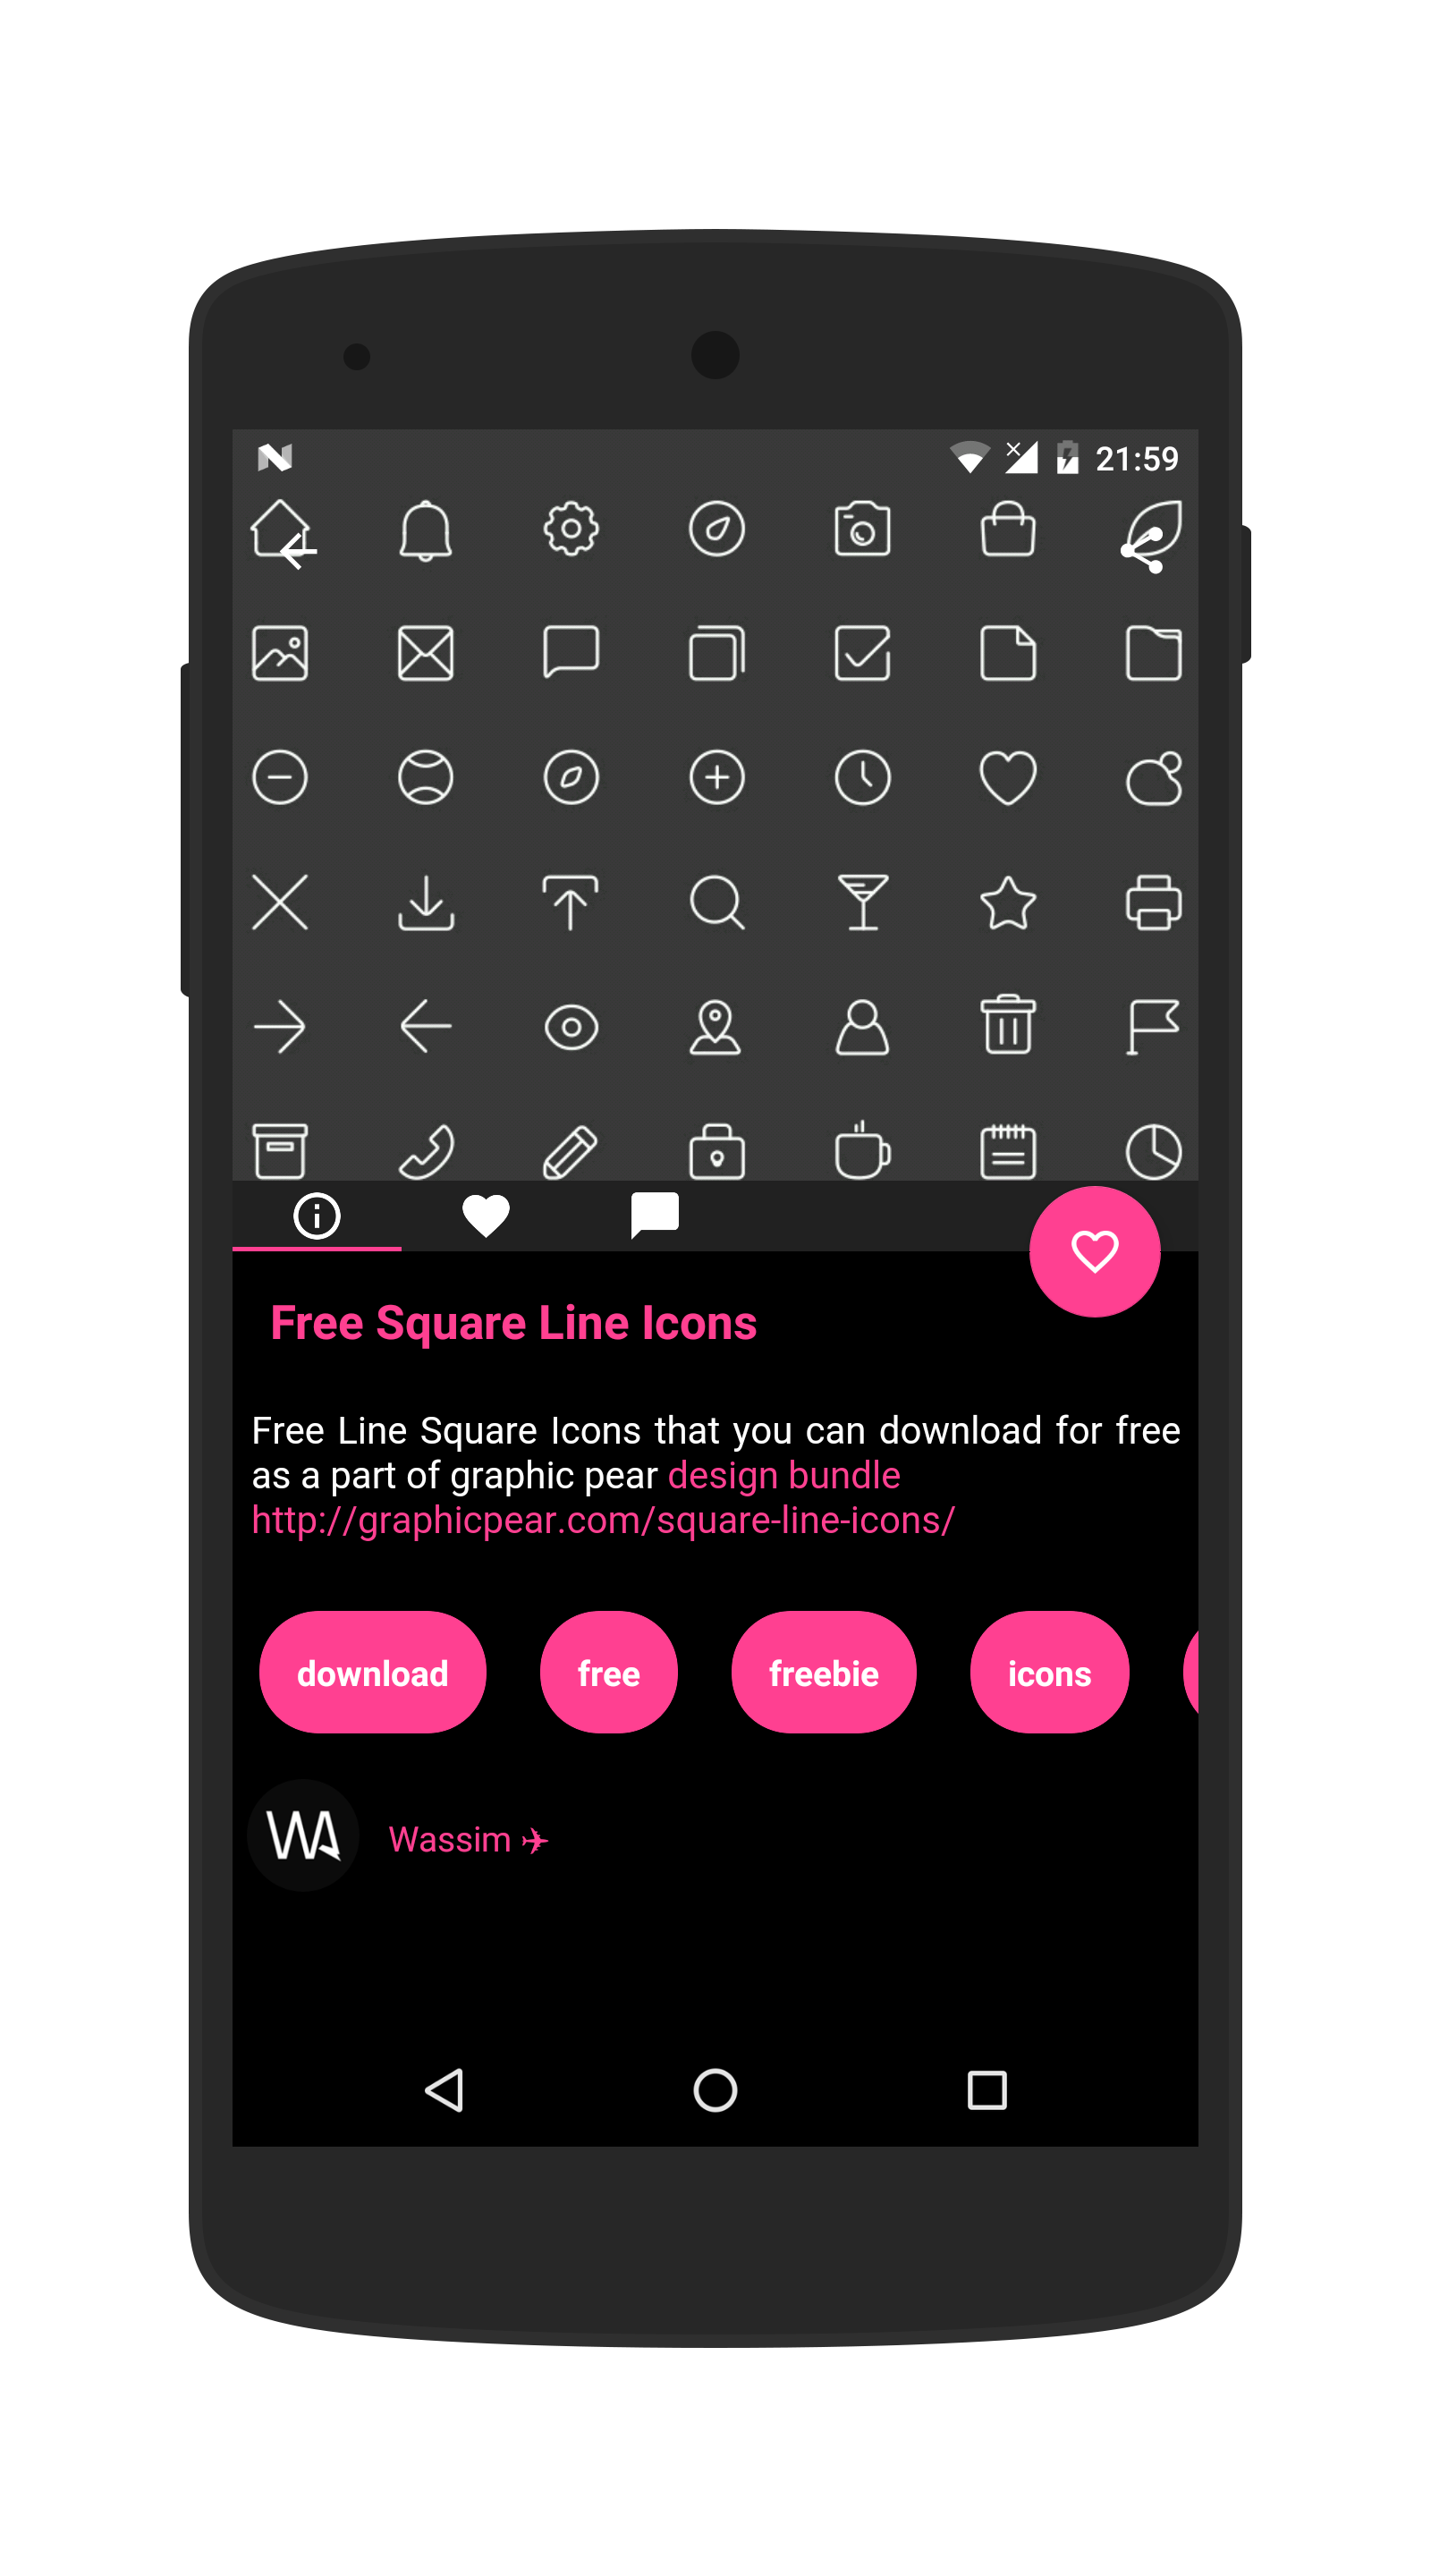 21:59
Free Square Line Icons
Free Line Square Icons that you can download for free
as a part of graphic pear design bundle
http://graphicpear.com/square-line-icons/
download free freebie icons
WA
Wassim ✈